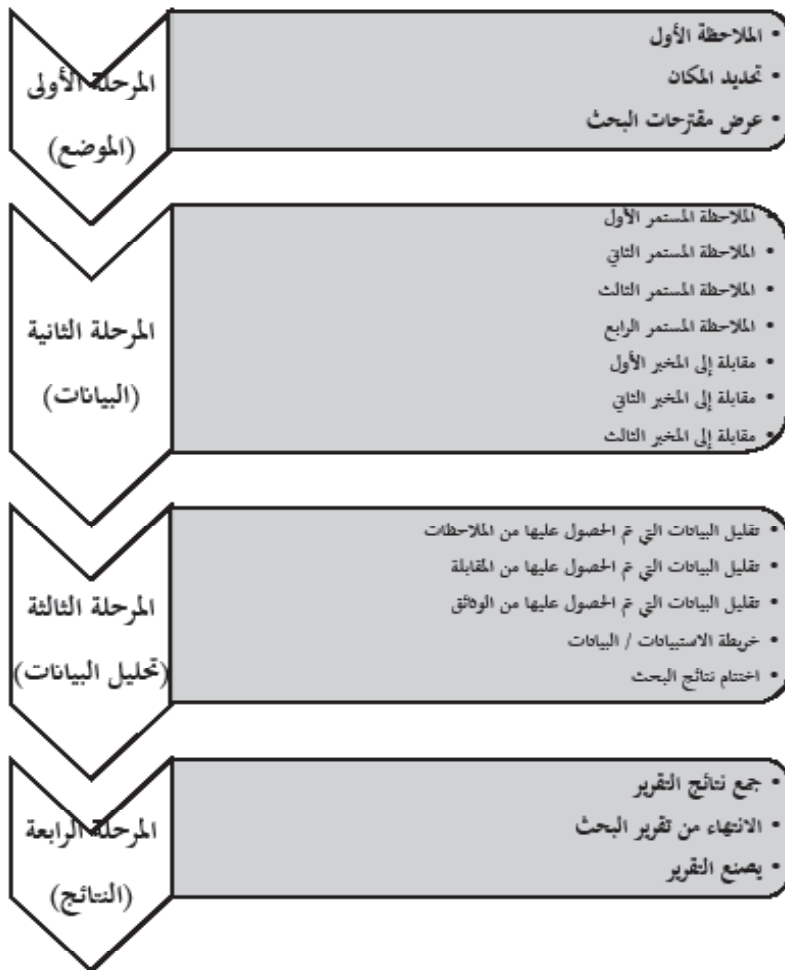 المرحلة الأولى
(الموضع)
• الملاحظة الأول
• تحديد المكان
• عرض مقترحات البحث
المرحلة الثانية
(البيانات)
الملاحظة المستمر الأول
• الملاحظة المستمر الثاني
• الملاحظة المستمر الثالث
• الملاحظة المستمر الرابع
• مقابلة إلى المخبر الأول
• مقابلة إلى المخبر الثاني
• مقابلة إلى المخبر الثالث
المرحلة الثالثة
(تحليل البيانات)
• تقليل البيانات التي تم الحصول عليها من الملاحظات
• تقليل البيانات التي تم الحصول عليها من المقابلة
• تقليل البيانات التي تم الحصول عليها من الوثائق
• خريطة الاستبيانات / البيانات
• اختتام نتائج البحث
المرحلة الرابعة
(النتائج)
• جمع نتائج التقرير
• الانتهاء من تقرير البحث
• يصنع التقرير